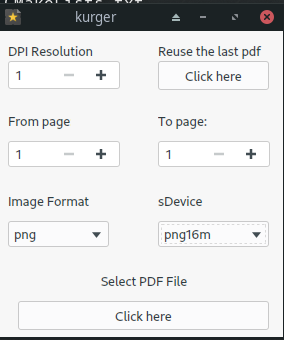 kurger
DPI Resolution
Reuse the last pdf
1
Click here
From page
To page:
1
1
Image Format
sDevice
png
png16m
Select PDF File
Click here